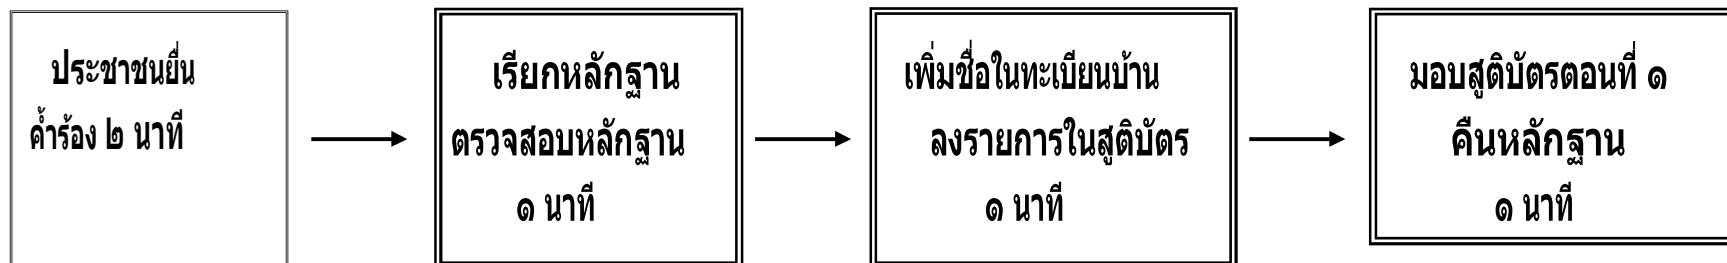 ประชาชนยื่น
ค้ำร้อง ๒ นาที
เรียกหลักฐาน
ตรวจสอบหลักฐาน
๑ นาที
เพิ่มชื่อในทะเบียนบ้าน
ลงรายการในสูติบัตร
๑ นาที
มอบสูติบัตรตอนที่ ๑
คืนหลักฐาน
๑ นาที